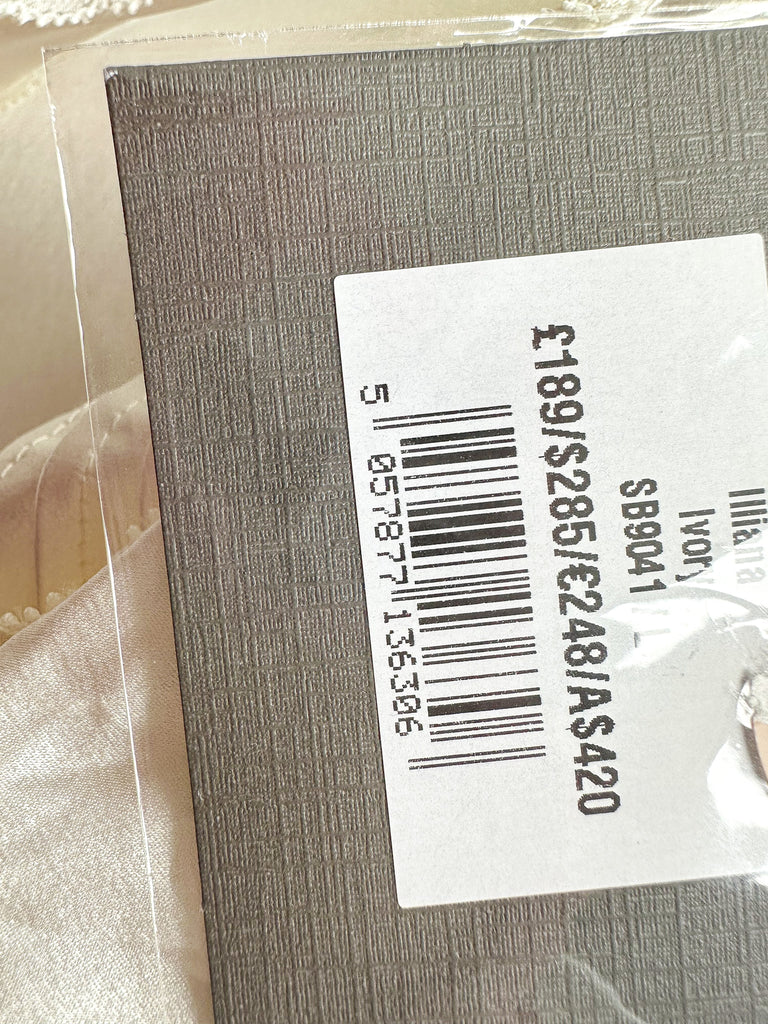 Illiana
Ivory
SB9041
£189/$285/€248/A$420
5 057877 136306